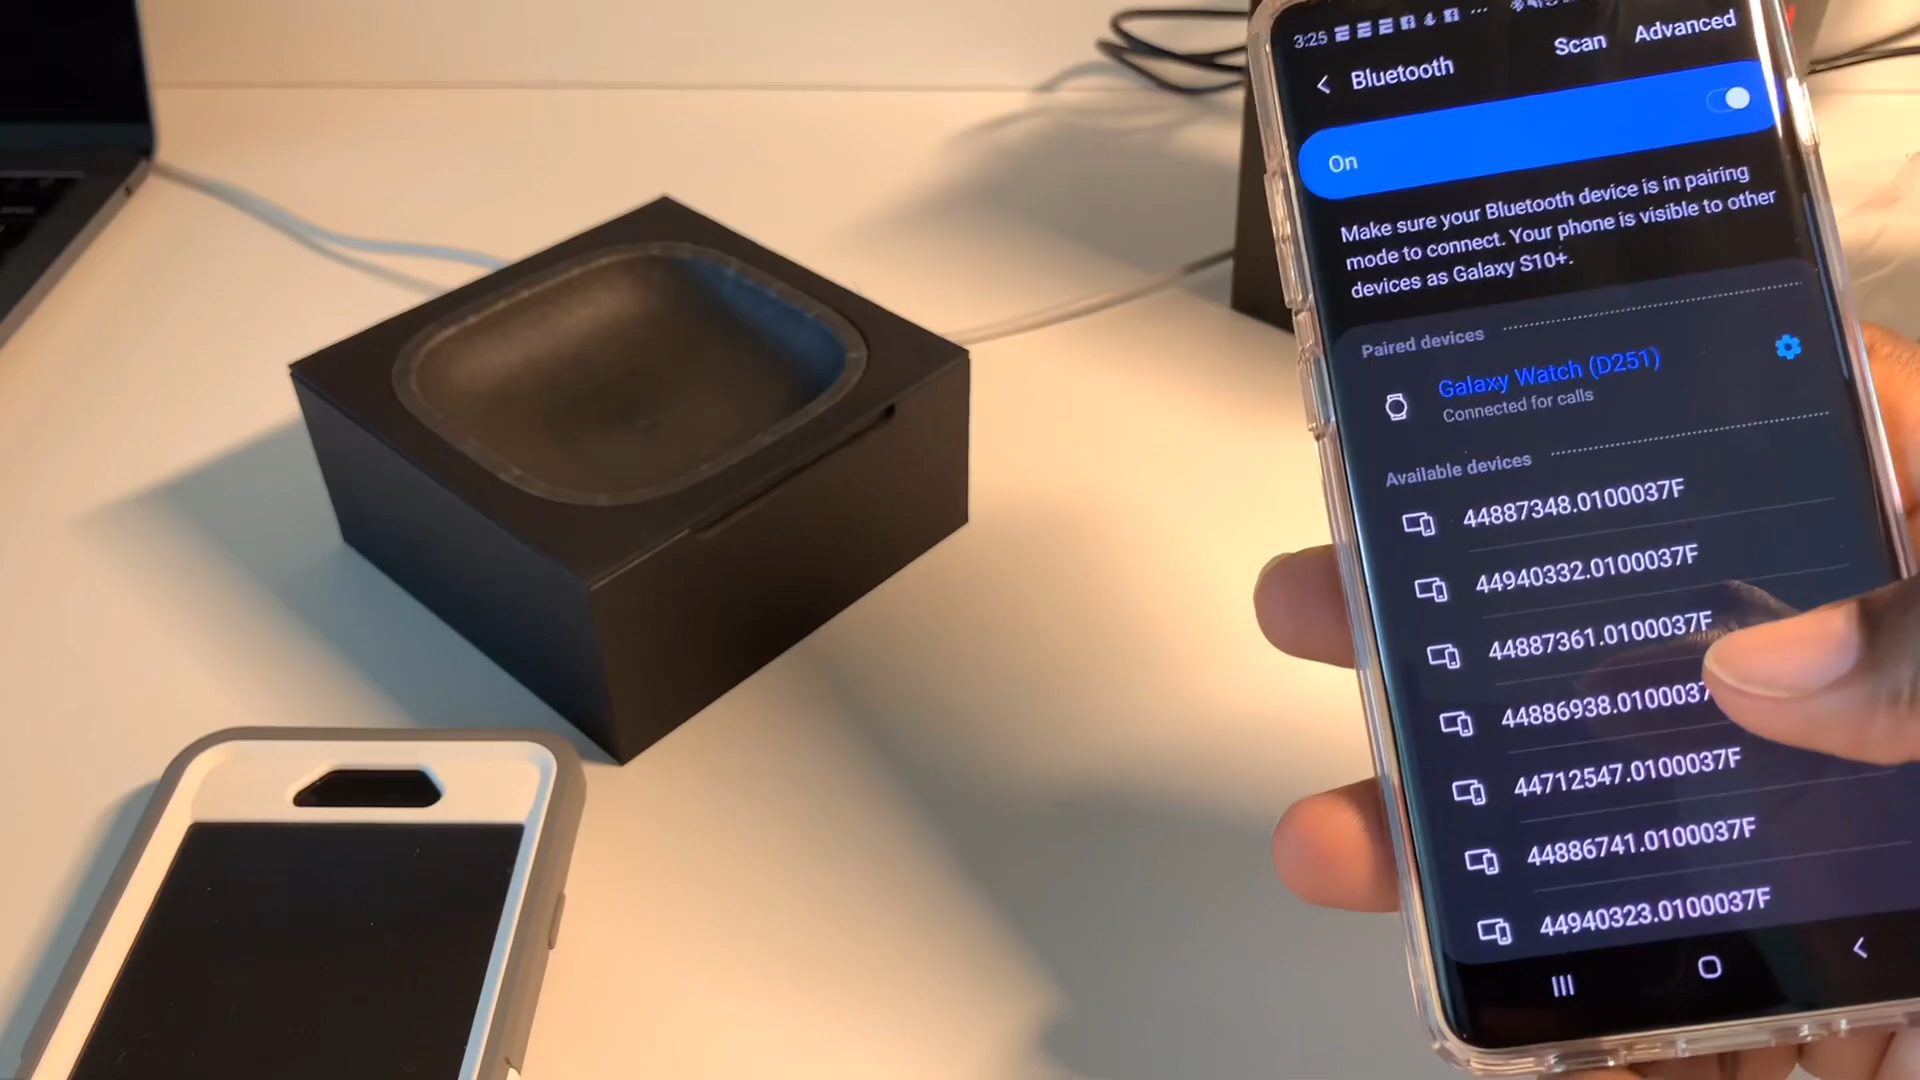 3:25
Scan Advanced
Bluetooth
On
Make sure your Bluetooth device is in pairing
mode to connect. Your phone is visible to other
devices as Galaxy S10+.
Paired devices
Galaxy Watch (D251)
Connected for calls
Available devices
44887348.0100037F
44940332.0100037F
44887361.0100037F
44886938.010003
44712547.0100037F
44886741.0100037F
44940323.0100037F